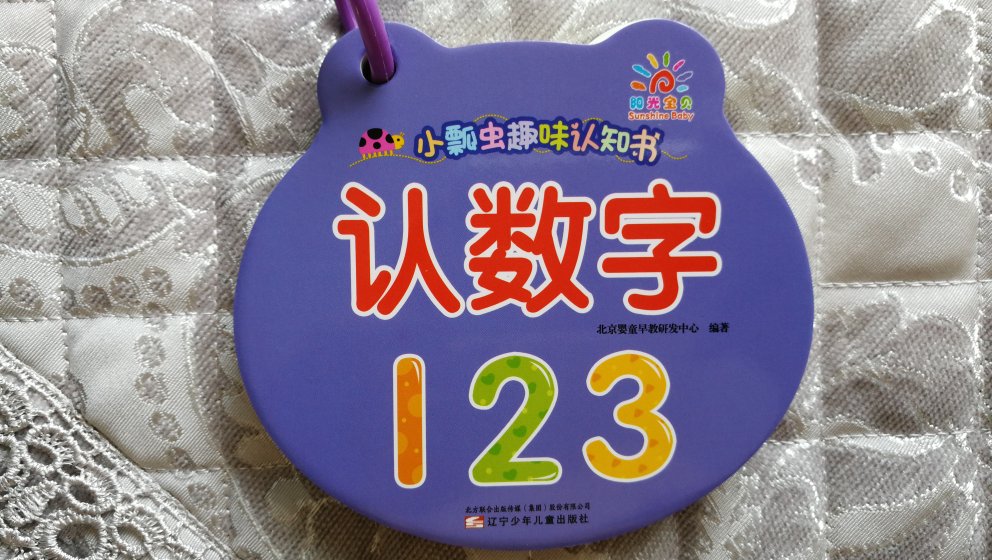 阳光宝贝
Sunshine Baby
小瓢虫趣味认知书
认数字
北京婴童早教研发中心 编著
123
北方联合出版传媒（集团）股份有限公司
辽宁少年儿童出版社